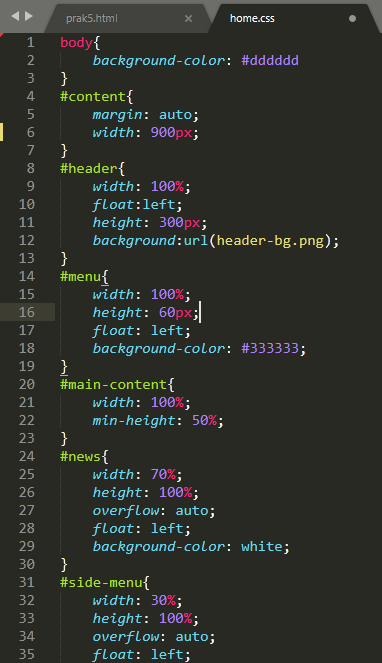 prak5.html × home.css
1 body{
2 background-color: #dddddd
3 }
4 #content{
5 margin: auto;
6 width: 900px;
7 }
8 #header{
9 width: 100%;
10 float:left;
11 height: 300px;
12 background:url(header-bg.png);
13 }
14 #menu{
15 width: 100%;
16 height: 60px;
17 float: left;
18 background-color: #333333;
19 }
20 #main-content{
21 width: 100%;
22 min-height: 50%;
23 }
24 #news{
25 width: 70%;
26 height: 100%;
27 overflow: auto;
28 float: left;
29 background-color: white;
30 }
31 #side-menu{
32 width: 30%;
33 height: 100%;
34 overflow: auto;
35 float: left;